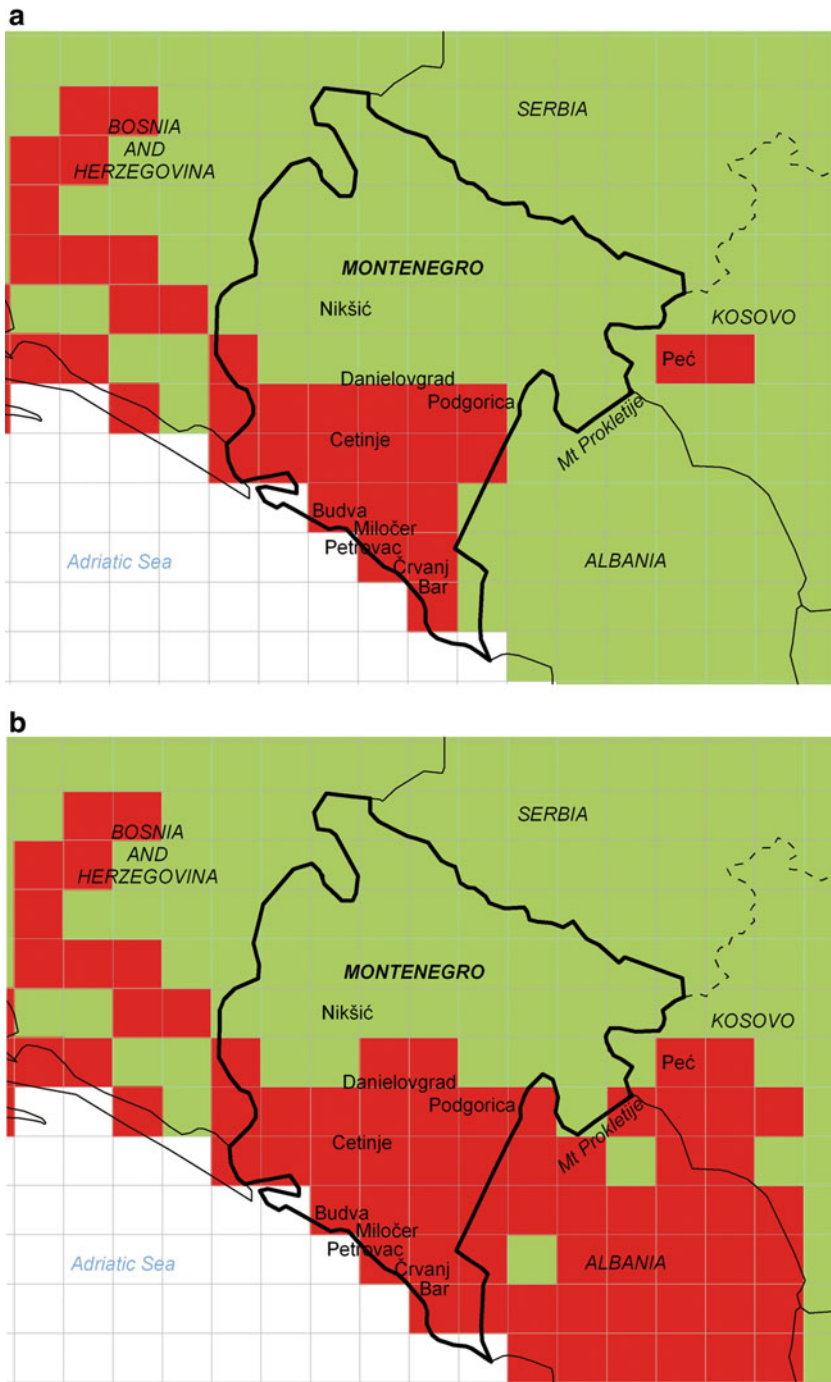 a
SERBIA
BOSNIA
AND
HERZEGOVINA
MONTENEGRO
Nikšić
KOSOVO
Peć
Danielovgrad
Podgorica
Cetinje
Mt Prokletije
Budva
Miločer
Petrovac
Črvanj
Bar
Adriatic Sea
ALBANIA
b
SERBIA
BOSNIA
AND
HERZEGOVINA
MONTENEGRO
Nikšić
KOSOVO
Peć
Danielovgrad
Podgorica
Cetinje
Mt Prokletije
Budva
Miločer
Petrovac
Črvanj
Bar
Adriatic Sea
ALBANIA